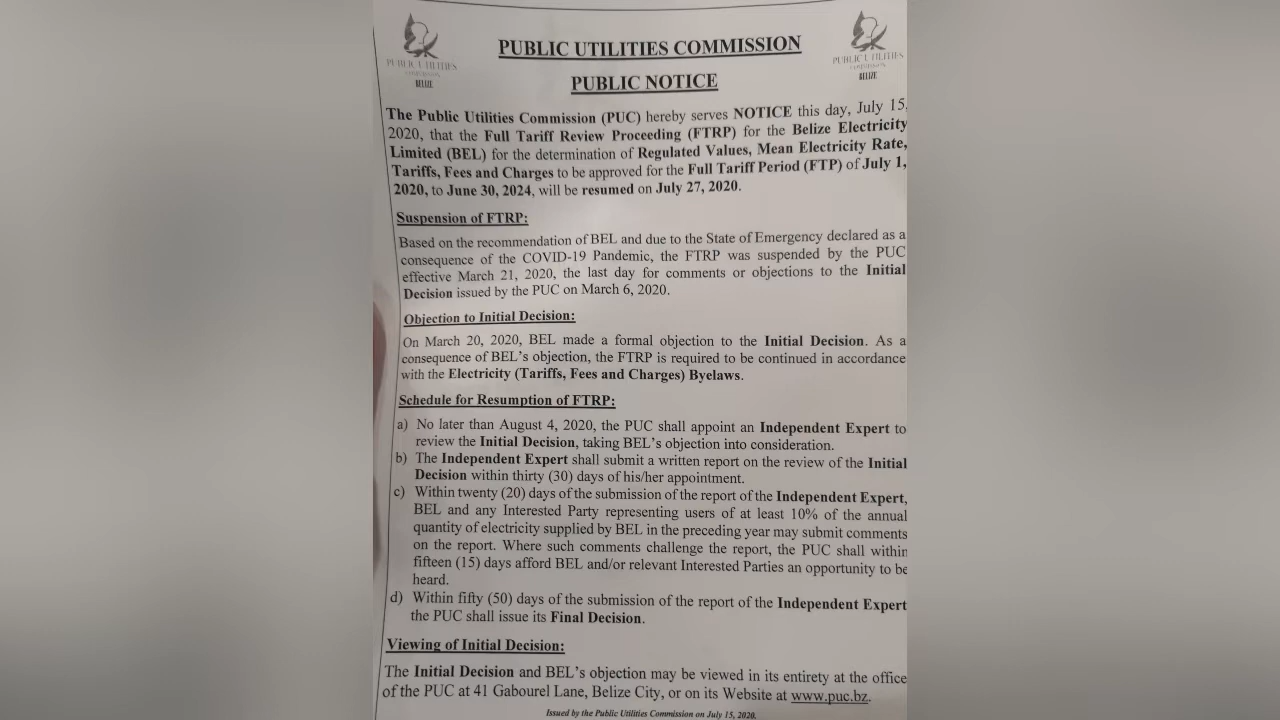 PUBLIC UTILITIES
COMMISSION
BELIZE
PUBLIC UTILITIES
COMMISSION
BELIZE
PUBLIC UTILITIES COMMISSION
PUBLIC NOTICE
The Public Utilities Commission (PUC) hereby serves NOTICE this day, July 15,
2020, that the Full Tariff Review Proceeding (FTRP) for the Belize Electricity
Limited (BEL) for the determination of Regulated Values, Mean Electricity Rate,
Tariffs, Fees and Charges to be approved for the Full Tariff Period (FTP) of July 1,
2020, to June 30, 2024, will be resumed on July 27, 2020.
Suspension of FTRP:
Based on the recommendation of BEL and due to the State of Emergency declared as a
consequence of the COVID-19 Pandemic, the FTRP was suspended by the PUC
effective March 21, 2020, the last day for comments or objections to the Initial
Decision issued by the PUC on March 6, 2020.
Objection to Initial Decision:
On March 20, 2020, BEL made a formal objection to the Initial Decision. As a
consequence of BEL's objection, the FTRP is required to be continued in accordance
with the Electricity (Tariffs, Fees and Charges) Byelaws.
Schedule for Resumption of FTRP:
a) No later than August 4, 2020, the PUC shall appoint an Independent Expert to
review the Initial Decision, taking BEL's objection into consideration.
b) The Independent Expert shall submit a written report on the review of the Initial
Decision within thirty (30) days of his/her appointment.
c) Within twenty (20) days of the submission of the report of the Independent Expert,
BEL and any Interested Party representing users of at least 10% of the annual
quantity of electricity supplied by BEL in the preceding year may submit comments
on the report. Where such comments challenge the report, the PUC shall within
fifteen (15) days afford BEL and/or relevant Interested Parties an opportunity to be
heard.
d) Within fifty (50) days of the submission of the report of the Independent Expert
the PUC shall issue its Final Decision.
Viewing of Initial Decision:
The Initial Decision and BEL's objection may be viewed in its entirety at the office
of the PUC at 41 Gabourel Lane, Belize City, or on its Website at www.puc.bz.
Issued by the Public Utilities Commission on July 15, 2020.